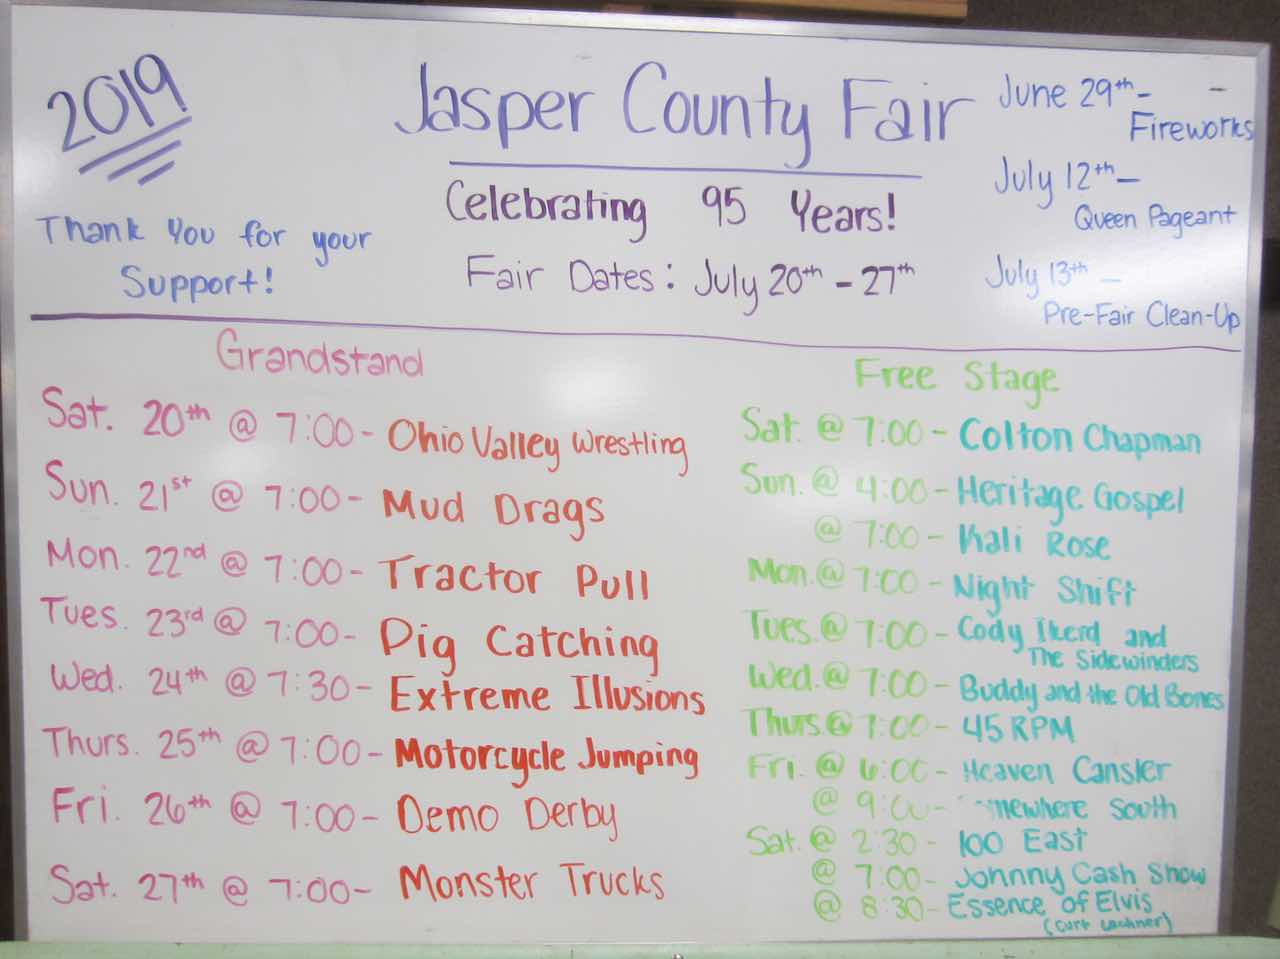 2019
Jasper County Fair
Celebrating 95 Years!
Fair Dates: July 20th - 27th
Thank You for your
Support!
June 29th- -
Fireworks
July 12th-
Queen Pageant
July 13th-
Pre-Fair Clean-Up
Grandstand
Sat. 20th @ 7:00- Ohio Valley Wrestling
Sun. 21st @ 7:00- Mud Drags
Mon. 22nd @ 7:00- Tractor Pull
Tues. 23rd @ 7:00- Pig Catching
Wed. 24th @ 7:30- Extreme Illusions
Thurs. 25th @ 7:00- Motorcycle Jumping
Fri. 26th @ 7:00- Demo Derby
Sat. 27th @ 7:00- Monster Trucks
Free Stage
Sat. @ 7:00- Colton Chapman
Sun. @ 4:00- Heritage Gospel
@ 7:00- Kali Rose
Mon. @ 7:00- Night Shift
Tues. @ 7:00- Cody Ikerd and
The Sidewinders
Wed. @ 7:00- Buddy and the Old Bones
Thurs @ 7:00- 45 RPM
Fri. @ 6:00- Heaven Cansler
@ 9:00- mewhere South
Sat. @ 2:30- 100 East
@ 7:00- Johnny Cash Show
@ 8:30- Essence of Elvis
(Curt Lechner)